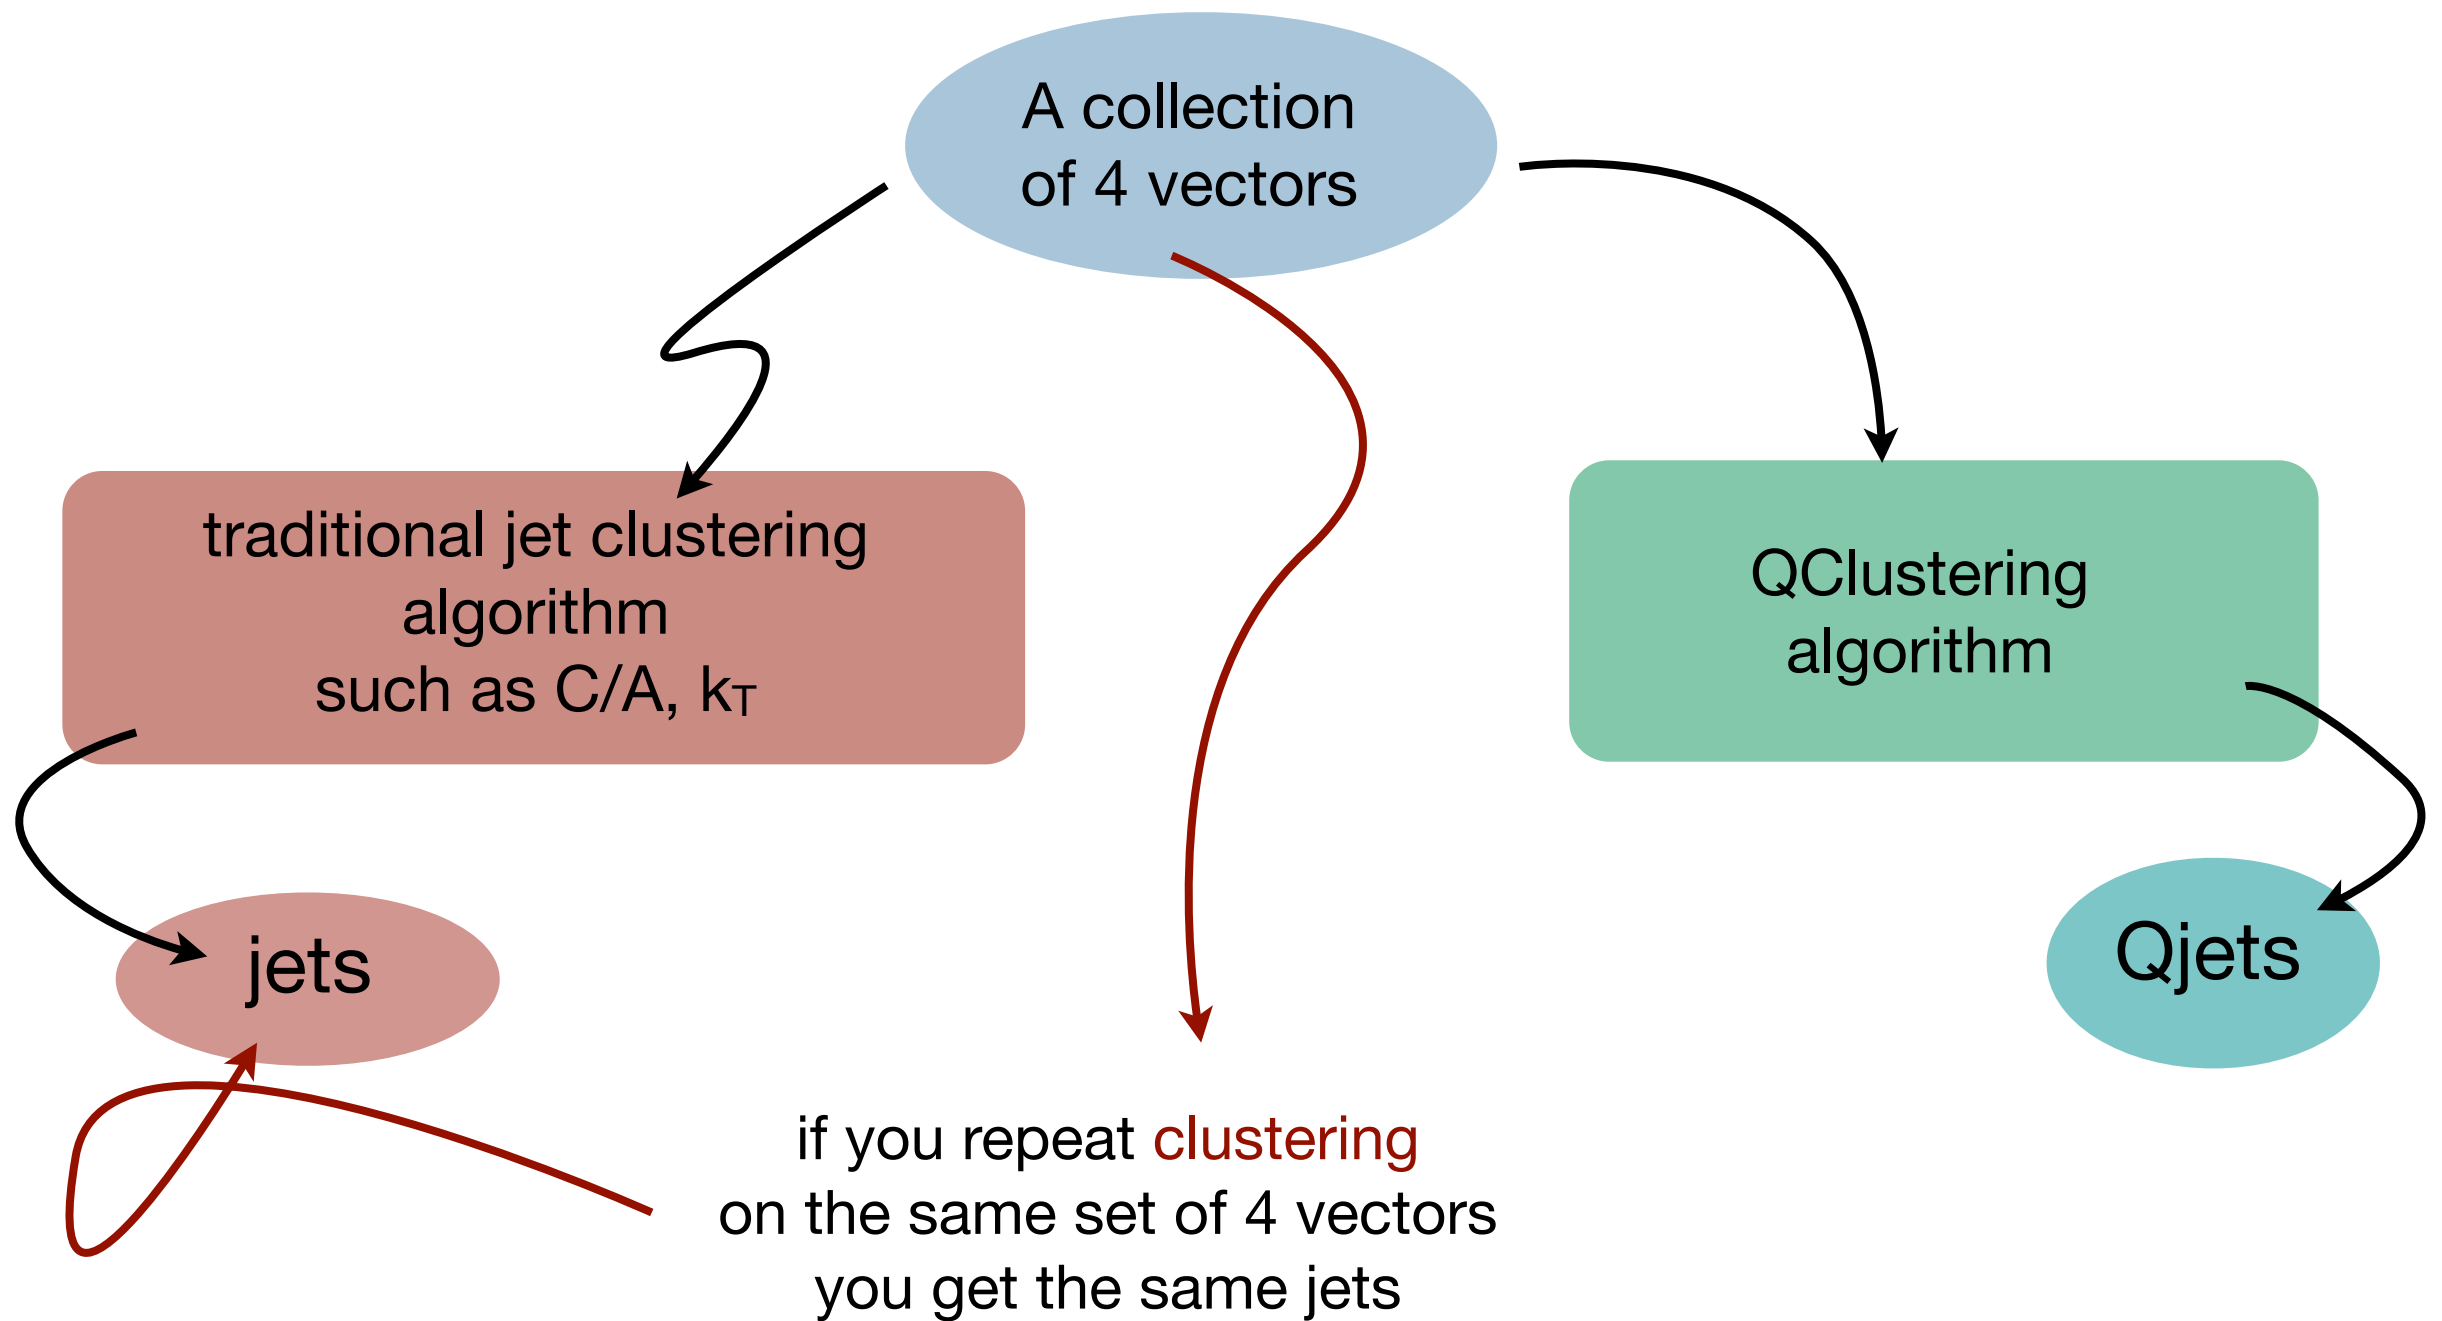 A collection
of 4 vectors
traditional jet clustering
algorithm
such as C/A, k_T
QClustering
algorithm
jets
Qjets
if you repeat clustering
on the same set of 4 vectors
you get the same jets